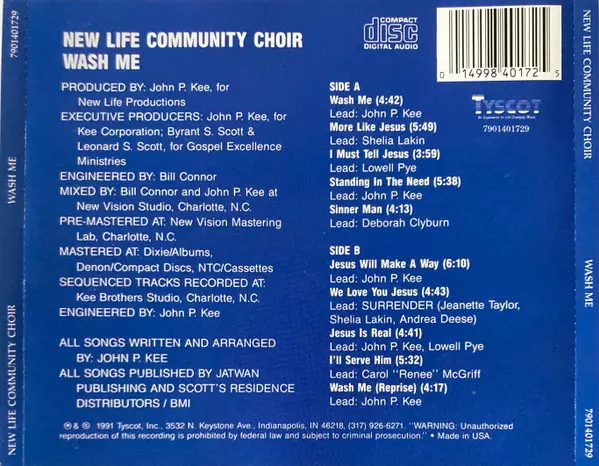 7901401729
WASH ME
NEW LIFE COMMUNITY CHOIR
NEW LIFE COMMUNITY CHOIR
WASH ME
PRODUCED BY: John P. Kee, for
New Life Productions
EXECUTIVE PRODUCERS: John P. Kee, for
Kee Corporation; Byrant S. Scott &
Leonard S. Scott, for Gospel Excellence
Ministries
ENGINEERED BY: Bill Connor
MIXED BY: Bill Connor and John P. Kee at
New Vision Studio, Charlotte, N.C.
PRE-MASTERED AT: New Vision Mastering
Lab, Charlotte, N.C.
MASTERED AT: Dixie/Albums,
Denon/Compact Discs, NTC/Cassettes
SEQUENCED TRACKS RECORDED AT:
Kee Brothers Studio, Charlotte, N.C.
ENGINEERED BY: John P. Kee
ALL SONGS WRITTEN AND ARRANGED
BY: JOHN P. KEE
ALL SONGS PUBLISHED BY JATWAN
PUBLISHING AND SCOTT'S RESIDENCE
DISTRIBUTORS / BMI
COMPACT
disc
DIGITAL AUDIO
SIDE A
Wash Me (4:42)
Lead: John P. Kee
More Like Jesus (5:49)
Lead: Shelia Lakin
I Must Tell Jesus (3:59)
Lead: Lowell Pye
Standing In The Need (5:38)
Lead: John P. Kee
Sinner Man (4:13)
Lead: Deborah Clyburn
SIDE B
Jesus Will Make A Way (6:10)
Lead: John P. Kee
We Love You Jesus (4:43)
Lead: SURRENDER (Jeanette Taylor,
Shelia Lakin, Andrea Deese)
Jesus Is Real (4:41)
Lead: John P. Kee, Lowell Pye
I'll Serve Him (5:32)
Lead: Carol "Renee" McGriff
Wash Me (Reprise) (4:17)
Lead: John P. Kee
0 14998 40172 5
TYSCOT
An Experience in Life Changing Music
7901401729
℗ & © 1991 Tyscot, Inc., 3532 N. Keystone Ave., Indianapolis, IN 46218, (317) 926-6271. "WARNING: Unauthorized
reproduction of this recording is prohibited by federal law and subject to criminal prosecution." • Made in USA.
NEW LIFE COMMUNITY CHOIR
WASH ME
7901401729